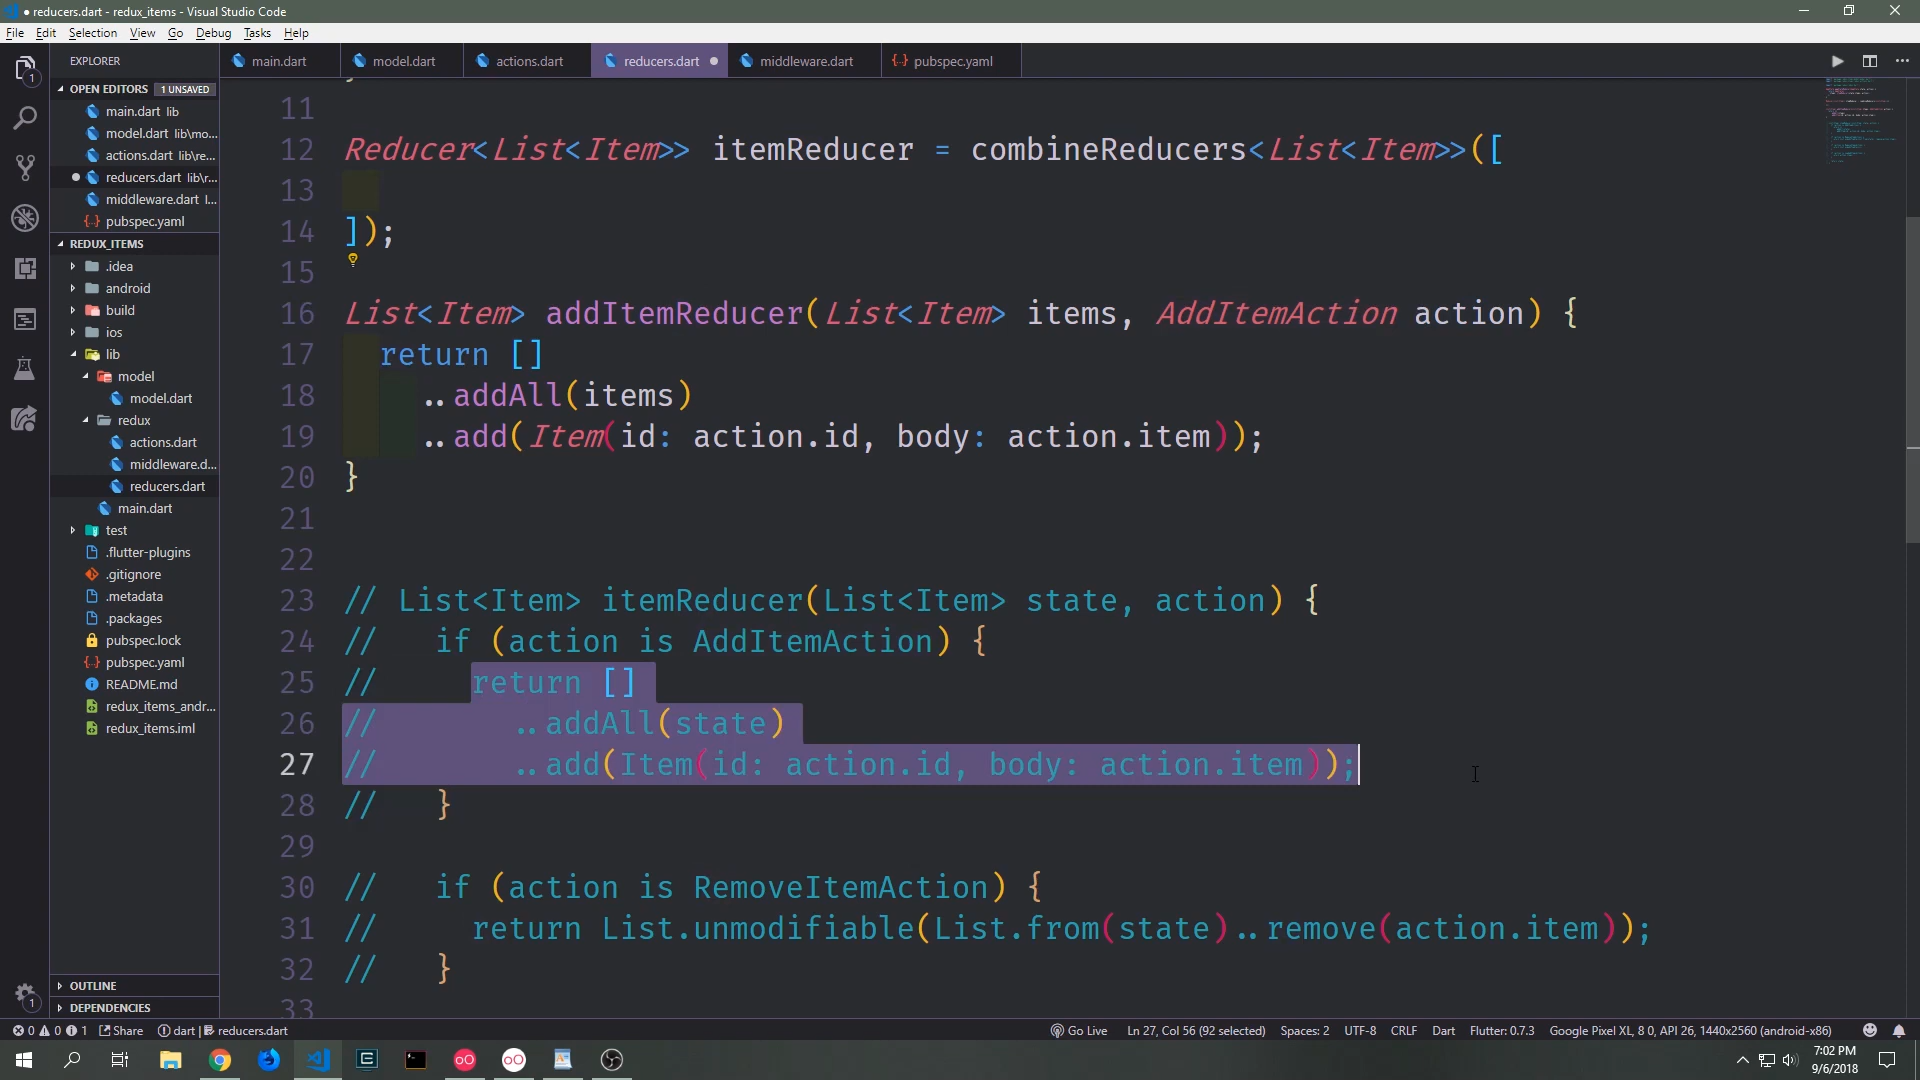 ● reducers.dart - redux_items - Visual Studio Code
File Edit Selection View Go Debug Tasks Help
EXPLORER
OPEN EDITORS 1 UNSAVED
main.dart lib
model.dart lib\mo...
actions.dart lib\re...
reducers.dart lib\r...
middleware.dart l...
pubspec.yaml
REDUX_ITEMS
.idea
android
build
ios
lib
model
model.dart
redux
actions.dart
middleware.d...
reducers.dart
main.dart
test
.flutter-plugins
.gitignore
.metadata
.packages
pubspec.lock
pubspec.yaml
README.md
redux_items_andr...
redux_items.iml
OUTLINE
DEPENDENCIES
1
1
main.dart model.dart actions.dart reducers.dart ● middleware.dart pubspec.yaml
11
12 Reducer<List<Item>> itemReducer = combineReducers<List<Item>>([
13
14 ]);
15
16 List<Item> addItemReducer(List<Item> items, AddItemAction action) {
17 return []
18 ..addAll(items)
19 ..add(Item(id: action.id, body: action.item));
20 }
21
22
23 // List<Item> itemReducer(List<Item> state, action) {
24 // if (action is AddItemAction) {
25 // return []
26 // ..addAll(state)
27 // ..add(Item(id: action.id, body: action.item));
28 // }
29
30 // if (action is RemoveItemAction) {
31 // return List.unmodifiable(List.from(state)..remove(action.item));
32 // }
33
0 0 1 Share dart | reducers.dart Go Live Ln 27, Col 56 (92 selected) Spaces: 2 UTF-8 CRLF Dart Flutter: 0.7.3 Google Pixel XL, 8 0, API 26, 1440x2560 (android-x86)
7:02 PM
9/6/2018